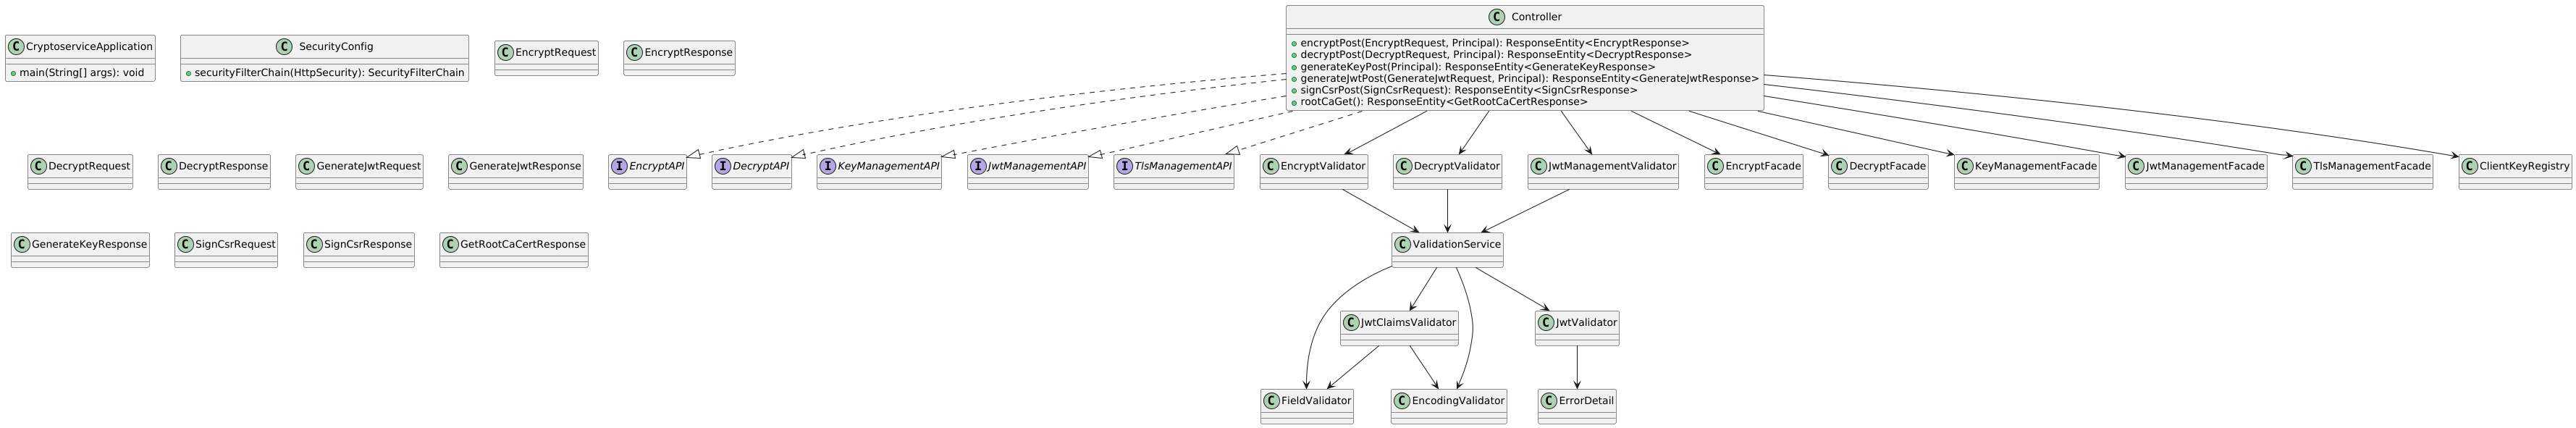 C CryptoserviceApplication
main(String[] args): void
C SecurityConfig
securityFilterChain(HttpSecurity): SecurityFilterChain
C EncryptRequest
C EncryptResponse
C Controller
encryptPost(EncryptRequest, Principal): ResponseEntity<EncryptResponse>
decryptPost(DecryptRequest, Principal): ResponseEntity<DecryptResponse>
generateKeyPost(Principal): ResponseEntity<GenerateKeyResponse>
generateJwtPost(GenerateJwtRequest, Principal): ResponseEntity<GenerateJwtResponse>
signCsrPost(SignCsrRequest): ResponseEntity<SignCsrResponse>
rootCaGet(): ResponseEntity<GetRootCaCertResponse>
C DecryptRequest
C DecryptResponse
C GenerateJwtRequest
C GenerateJwtResponse
I EncryptAPI
I DecryptAPI
I KeyManagementAPI
I JwtManagementAPI
I TlsManagementAPI
C EncryptValidator
C DecryptValidator
C JwtManagementValidator
C EncryptFacade
C DecryptFacade
C KeyManagementFacade
C JwtManagementFacade
C TlsManagementFacade
C ClientKeyRegistry
C GenerateKeyResponse
C SignCsrRequest
C SignCsrResponse
C GetRootCaCertResponse
C ValidationService
C JwtClaimsValidator
C JwtValidator
C FieldValidator
C EncodingValidator
C ErrorDetail